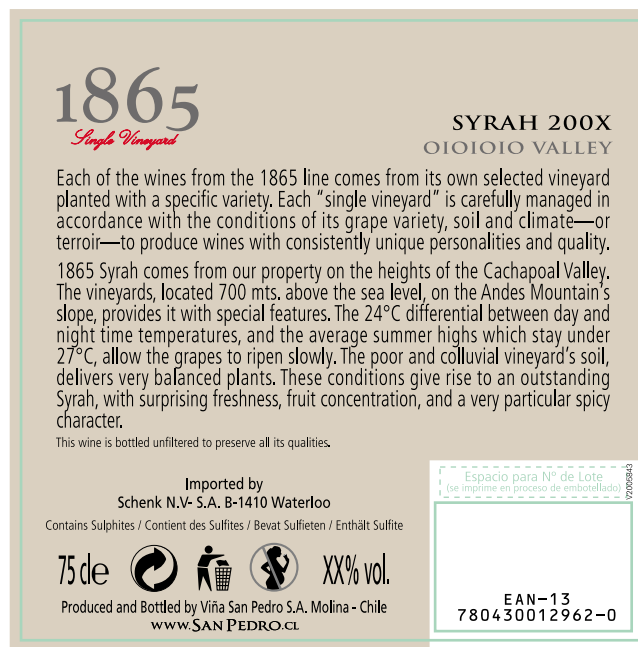 1865
Single Vineyard
SYRAH 200X
OIOIOIO VALLEY
Each of the wines from the 1865 line comes from its own selected vineyard
planted with a specific variety. Each “single vineyard” is carefully managed in
accordance with the conditions of its grape variety, soil and climate—or
terroir—to produce wines with consistently unique personalities and quality.
1865 Syrah comes from our property on the heights of the Cachapoal Valley.
The vineyards, located 700 mts. above the sea level, on the Andes Mountain’s
slope, provides it with special features. The 24°C differential between day and
night time temperatures, and the average summer highs which stay under
27°C, allow the grapes to ripen slowly. The poor and colluvial vineyard’s soil,
delivers very balanced plants. These conditions give rise to an outstanding
Syrah, with surprising freshness, fruit concentration, and a very particular spicy
character.
This wine is bottled unfiltered to preserve all its qualities.
Imported by
Schenk N.V- S.A. B-1410 Waterloo
Contains Sulphites / Contient des Sulfites / Bevat Sulfieten / Enthält Sulfite
75 cl e
XX% vol.
Produced and Bottled by Viña San Pedro S.A. Molina - Chile
WWW.SAN PEDRO.CL
Espacio para Nº de Lote
(se imprime en proceso de embotellado)
V2005843
EAN-13
780430012962-0